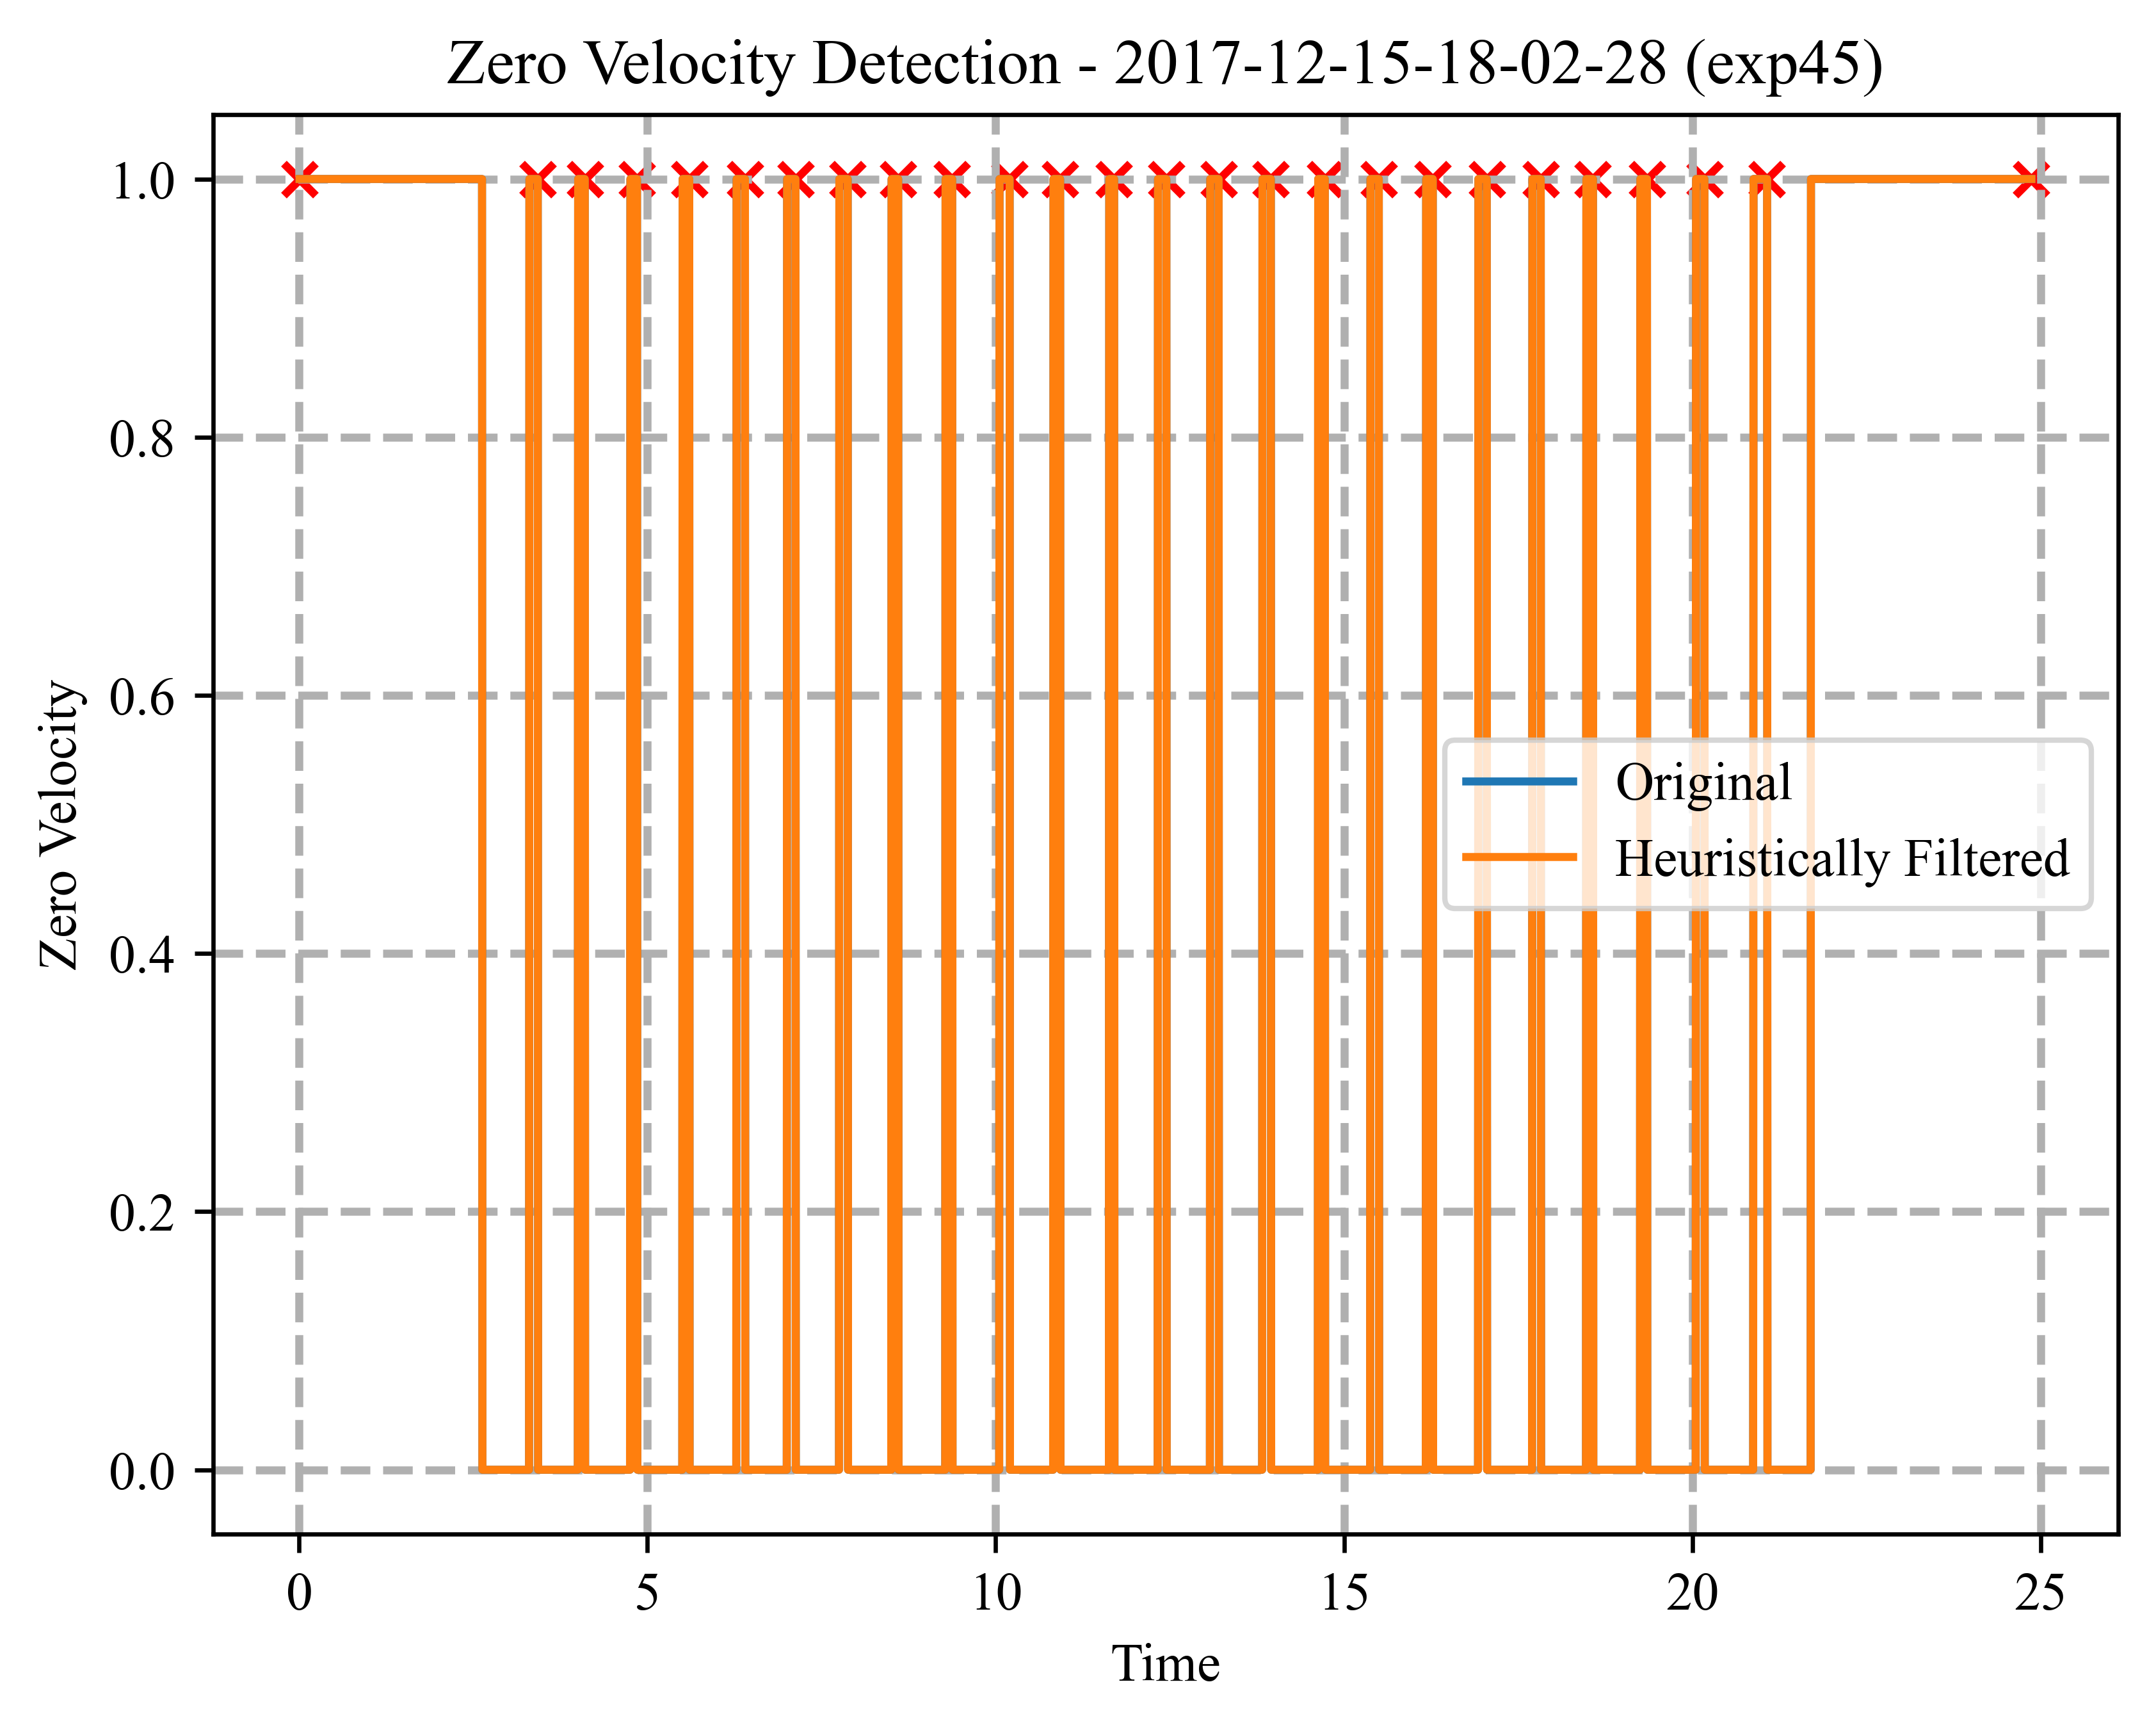 Zero Velocity Detection - 2017-12-15-18-02-28 (exp45)
1.0
0.8
0.6
0.4
0.2
0.0
Zero Velocity
Original
Heuristically Filtered
0 5 10 15 20 25
Time